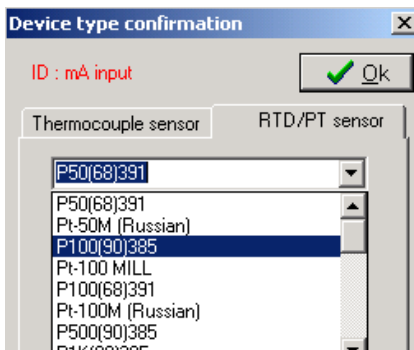 Device type confirmation
ID : mA input
Ok
Thermocouple sensor
RTD/PT sensor
P50(68)391
P50(68)391
Pt-50M (Russian)
P100(90)385
Pt-100 MILL
P100(68)391
Pt-100M (Russian)
P500(90)385